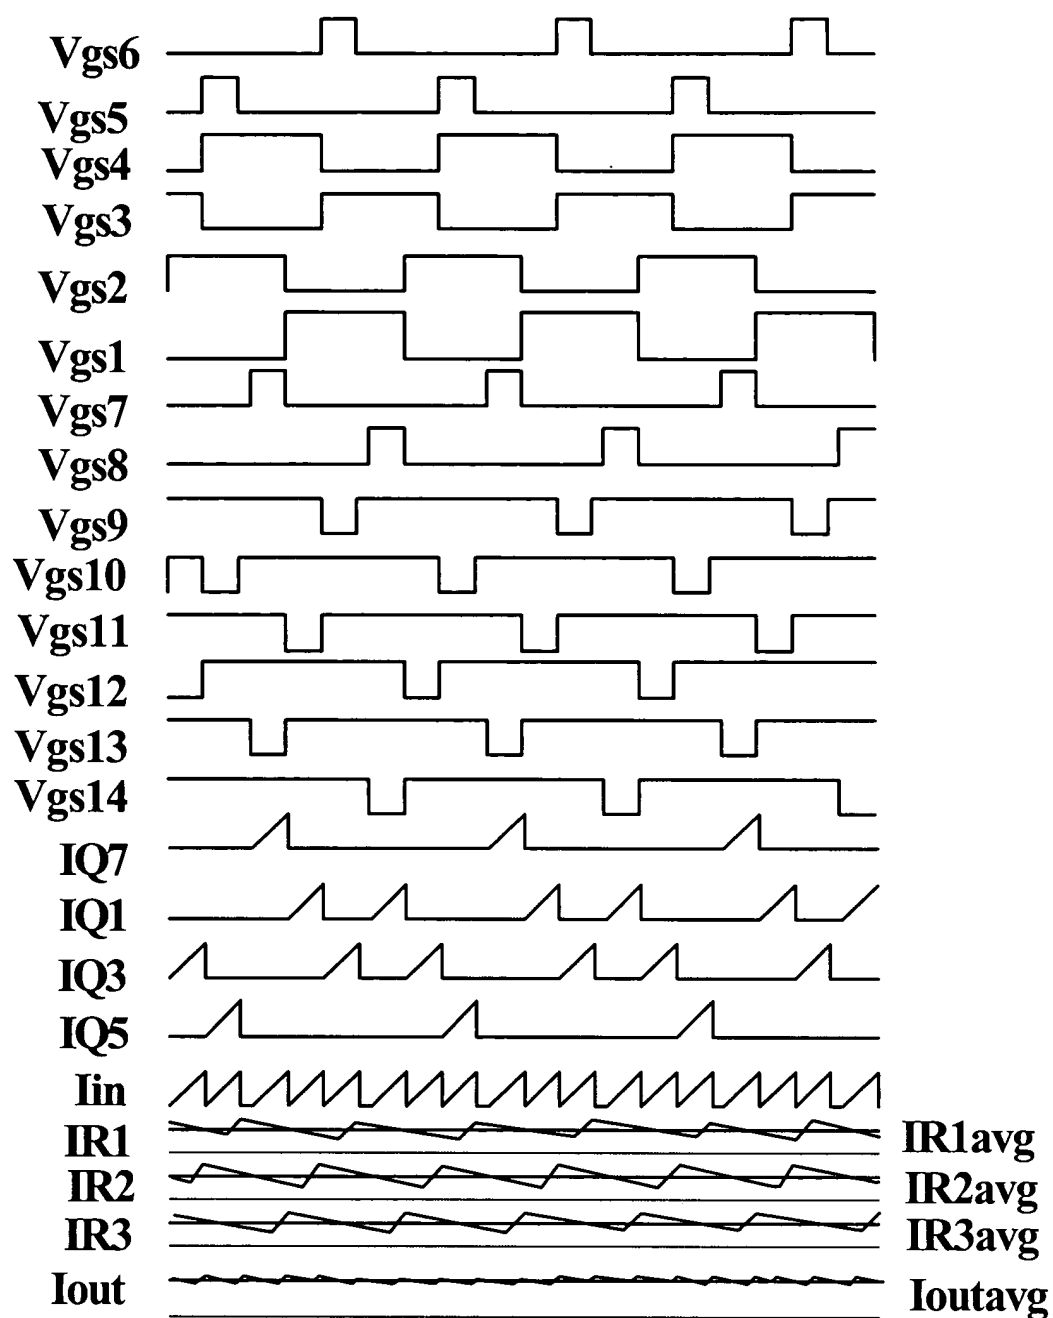 Vgs6
Vgs5
Vgs4
Vgs3
Vgs2
Vgs1
Vgs7
Vgs8
Vgs9
Vgs10
Vgs11
Vgs12
Vgs13
Vgs14
IQ7
IQ1
IQ3
IQ5
Iin
IR1 IR1avg
IR2 IR2avg
IR3 IR3avg
Iout Ioutavg